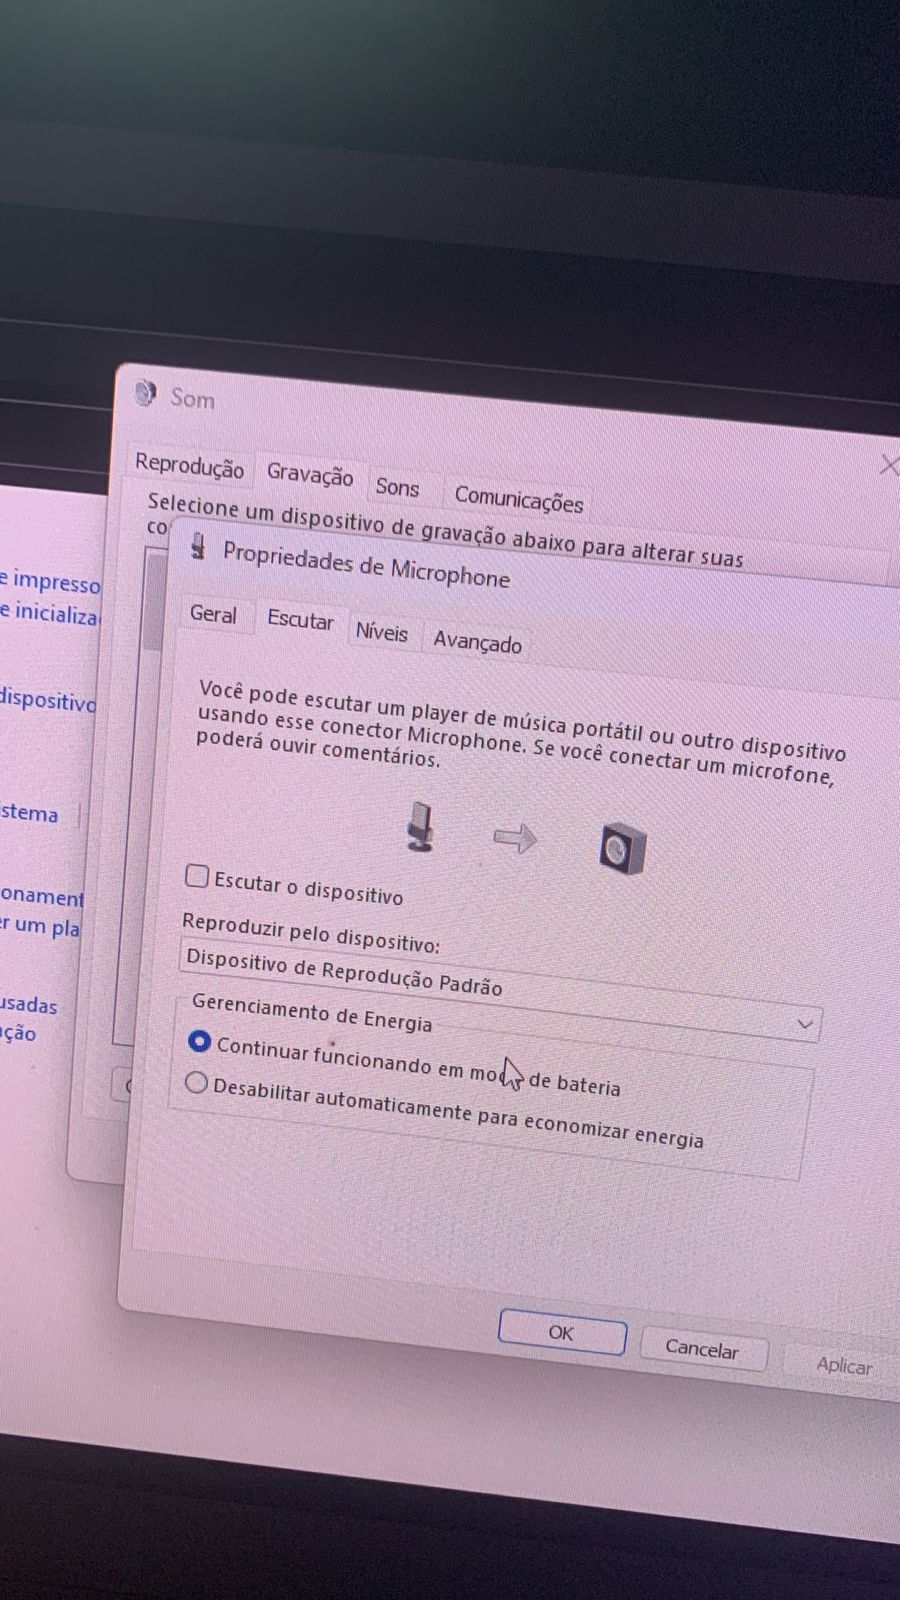 Som
Reprodução
Gravação
Sons
Comunicações
Selecione um dispositivo de gravação abaixo para alterar suas
co
Propriedades de Microphone
Geral
Escutar
Níveis
Avançado
Você pode escutar um player de música portátil ou outro dispositivo
usando esse conector Microphone. Se você conectar um microfone,
poderá ouvir comentários.
Escutar o dispositivo
Reproduzir pelo dispositivo:
Dispositivo de Reprodução Padrão
Gerenciamento de Energia
Continuar funcionando em mo de bateria
Desabilitar automaticamente para economizar energia
OK
Cancelar
Aplicar
e impresso
e inicializa
dispositivo
istema
onament
er um pla
usadas
ação